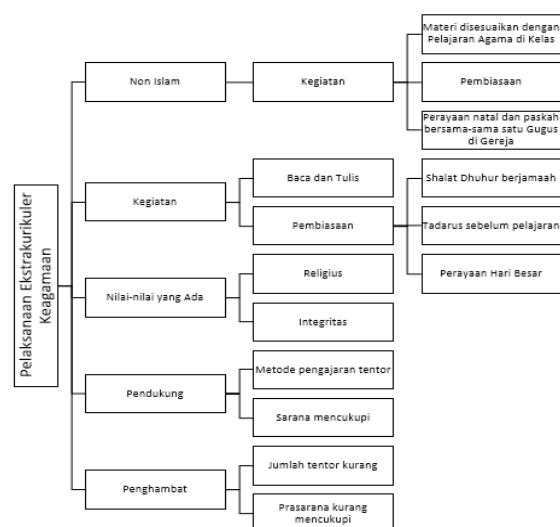 Pelaksanaan Ekstrakurikuler
Keagamaan
Non Islam
Kegiatan
Materi disesuaikan dengan
Pelajaran Agama di Kelas
Pembiasaan
Perayaan natal dan paskah
bersama-sama satu Gugus
di Gereja
Kegiatan
Baca dan Tulis
Pembiasaan
Shalat Dhuhur berjamaah
Tadarus sebelum pelajaran
Perayaan Hari Besar
Nilai-nilai yang Ada
Religius
Integritas
Pendukung
Metode pengajaran tentor
Sarana mencukupi
Penghambat
Jumlah tentor kurang
Prasarana kurang
mencukupi